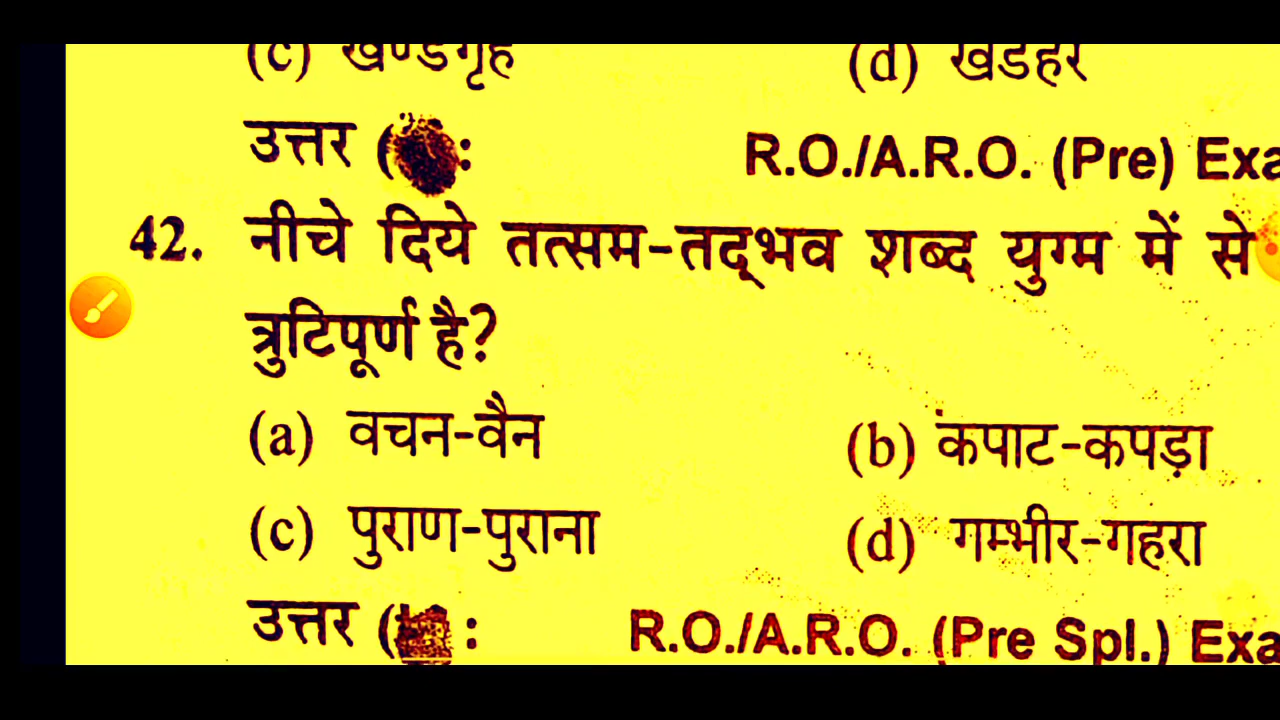 (c) खण्डगृह (d) खंडहर
उत्तर ( :
R.O./A.R.O. (Pre) Exa
42. नीचे दिये तत्सम-तद्भव शब्द युग्म में से
त्रुटिपूर्ण है?
(a) वचन-वैन (b) कंपाट-कपड़ा
(c) पुराण-पुराना (d) गम्भीर-गहरा
उत्तर ( :
R.O./A.R.O. (Pre Spl.) Exa